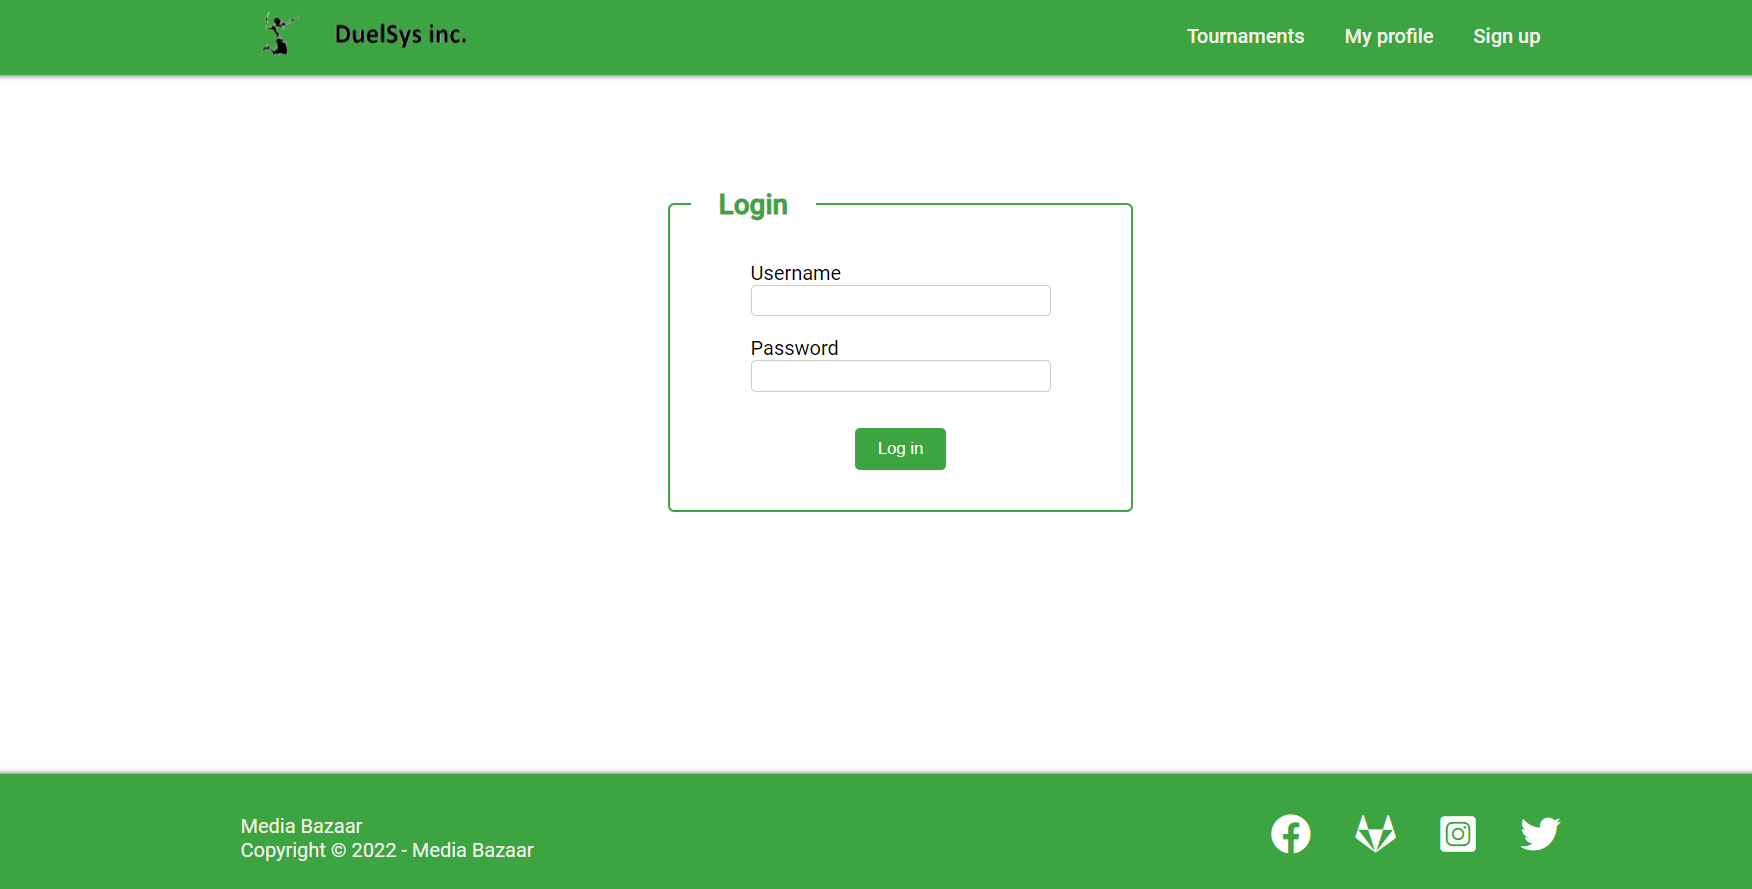 DuelSys inc.
Tournaments
My profile
Sign up
Login
Username
Password
Log in
Media Bazaar
Copyright © 2022 - Media Bazaar